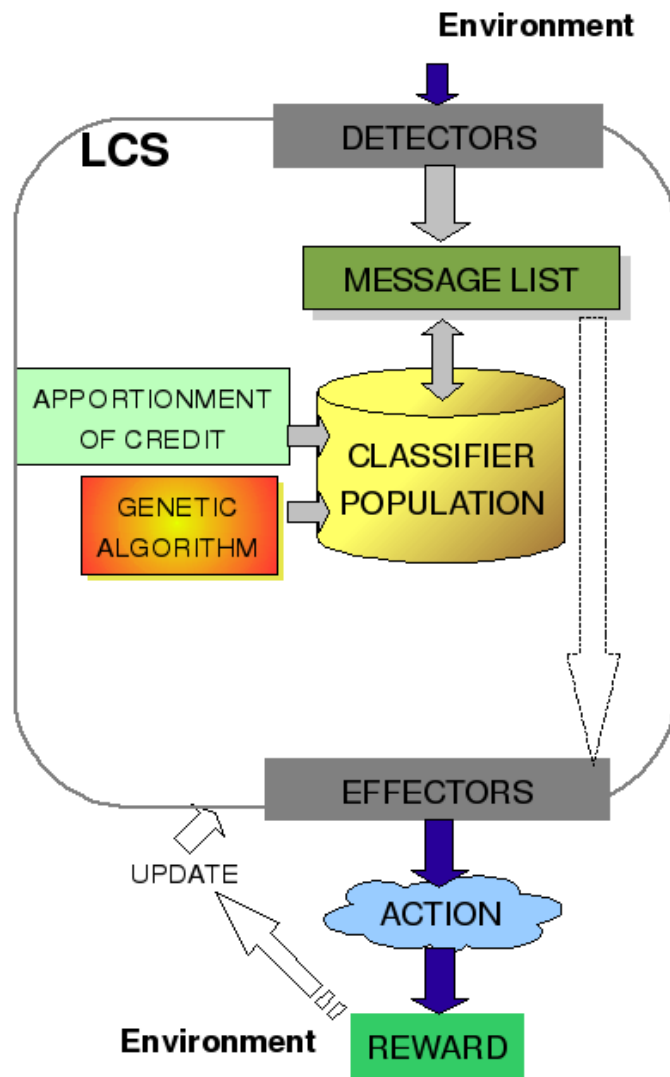 Environment
DETECTORS
LCS
MESSAGE LIST
APPORTIONMENT
OF CREDIT
CLASSIFIER
POPULATION
GENETIC
ALGORITHM
EFFECTORS
UPDATE
ACTION
Environment
REWARD